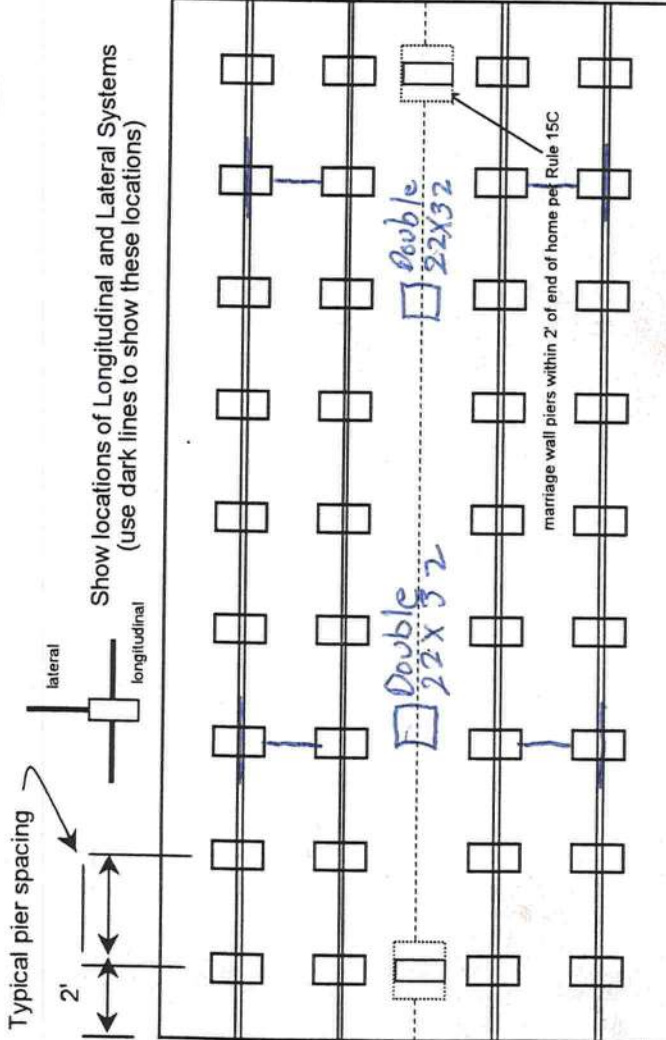 Typical pier spacing
2'
lateral
longitudinal
Show locations of Longitudinal and Lateral Systems
(use dark lines to show these locations)
Double
22X32
Double
22X32
marriage wall piers within 2' of end of home per Rule 15C